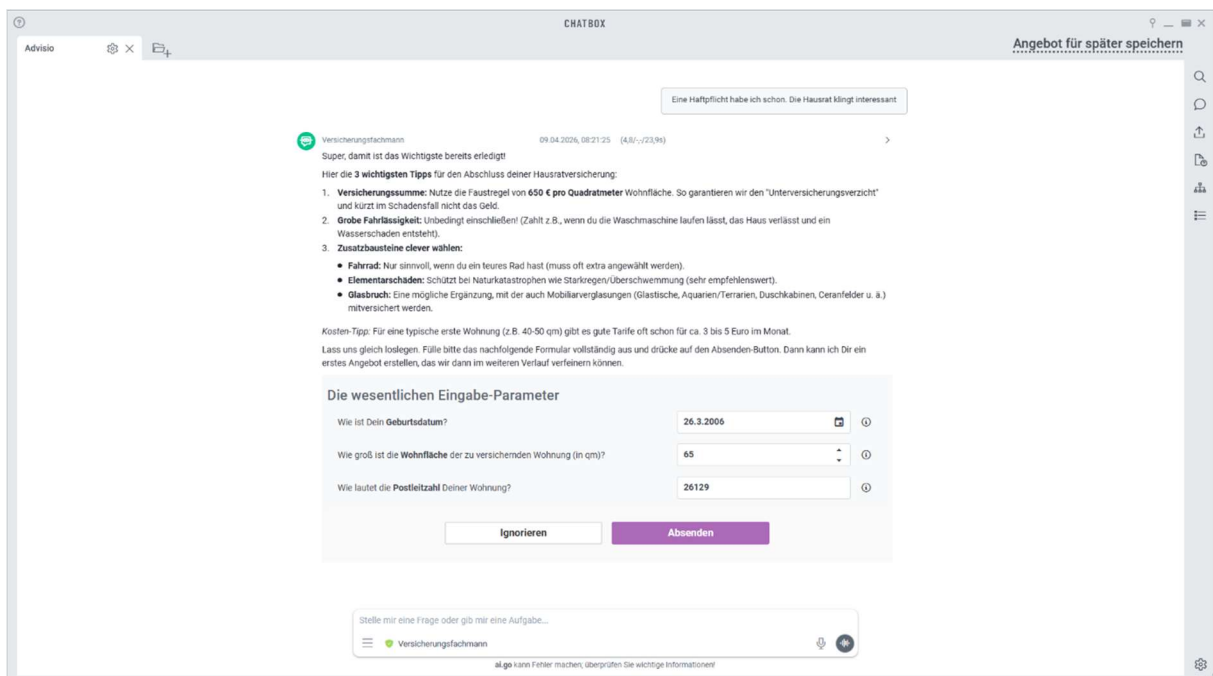 CHATBOX
Advisio
Angebot für später speichern
Eine Haftpflicht habe ich schon. Die Hausrat klingt interessant
Versicherungsfachmann 09.04.2026, 08:21:25 (4,8/-,-/23,9s)
Super, damit ist das Wichtigste bereits erledigt!
Hier die 3 wichtigsten Tipps für den Abschluss deiner Hausratversicherung:
1. Versicherungssumme: Nutze die Faustregel von 650 € pro Quadratmeter Wohnfläche. So garantieren wir den "Unterversicherungsverzicht"
und kürzt im Schadensfall nicht das Geld.
2. Grobe Fahrlässigkeit: Unbedingt einschließen! (Zahlt z.B., wenn du die Waschmaschine laufen lässt, das Haus verlässt und ein
Wasserschaden entsteht).
3. Zusatzbausteine clever wählen:
• Fahrrad: Nur sinnvoll, wenn du ein teures Rad hast (muss oft extra angewählt werden).
• Elementarschäden: Schützt bei Naturkatastrophen wie Starkregen/Überschwemmung (sehr empfehlenswert).
• Glasbruch: Eine mögliche Ergänzung, mit der auch Mobiliarverglasungen (Glastische, Aquarien/Terrarien, Duschkabinen, Ceranfelder u. ä.)
mitversichert werden.
Kosten-Tipp: Für eine typische erste Wohnung (z.B. 40-50 qm) gibt es gute Tarife oft schon für ca. 3 bis 5 Euro im Monat.
Lass uns gleich loslegen. Fülle bitte das nachfolgende Formular vollständig aus und drücke auf den Absenden-Button. Dann kann ich Dir ein
erstes Angebot erstellen, das wir dann im weiteren Verlauf verfeinern können.
Die wesentlichen Eingabe-Parameter
Wie ist Dein Geburtsdatum? 26.3.2006
Wie groß ist die Wohnfläche der zu versichernden Wohnung (in qm)? 65
Wie lautet die Postleitzahl Deiner Wohnung? 26129
Ignorieren Absenden
Stelle mir eine Frage oder gib mir eine Aufgabe...
Versicherungsfachmann
ai.go kann Fehler machen; überprüfen Sie wichtige Informationen!